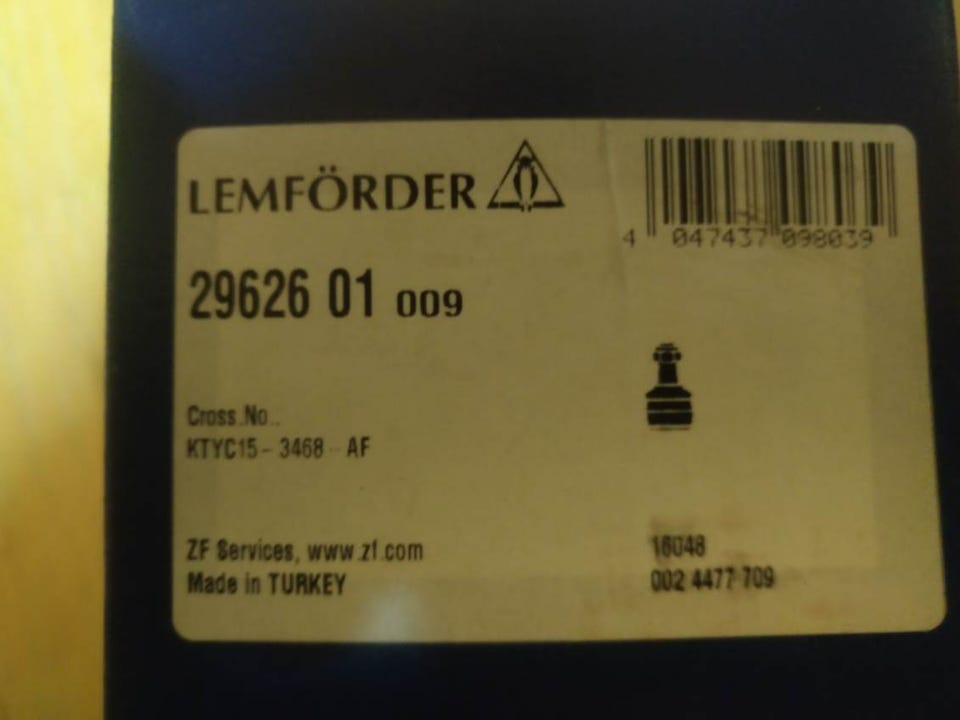 LEMFÖRDER
4 047437 098039
29626 01 009
Cross.No..
KTYC15-3468-AF
ZF Services, www.zf.com
16048
Made in TURKEY
002 4477 709